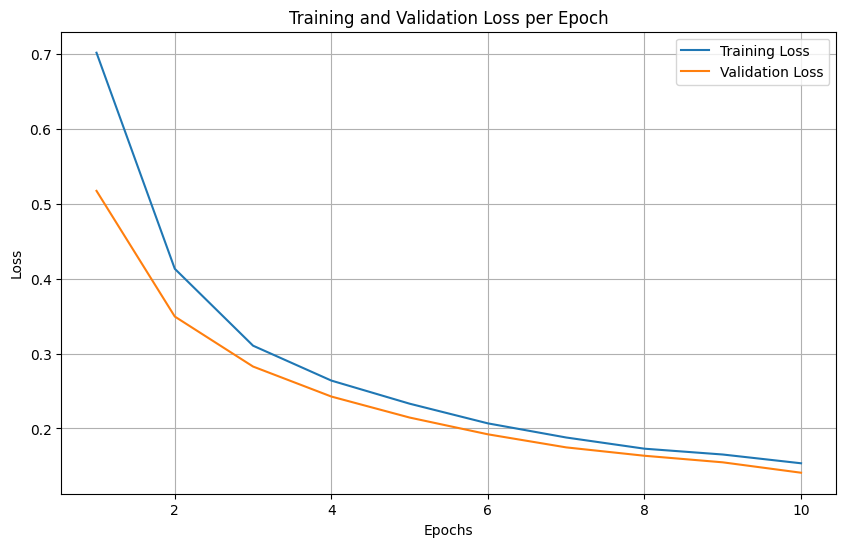 Training and Validation Loss per Epoch
Training Loss
Validation Loss
0.7
0.6
0.5
0.4
0.3
0.2
Loss
2
4
6
8
10
Epochs